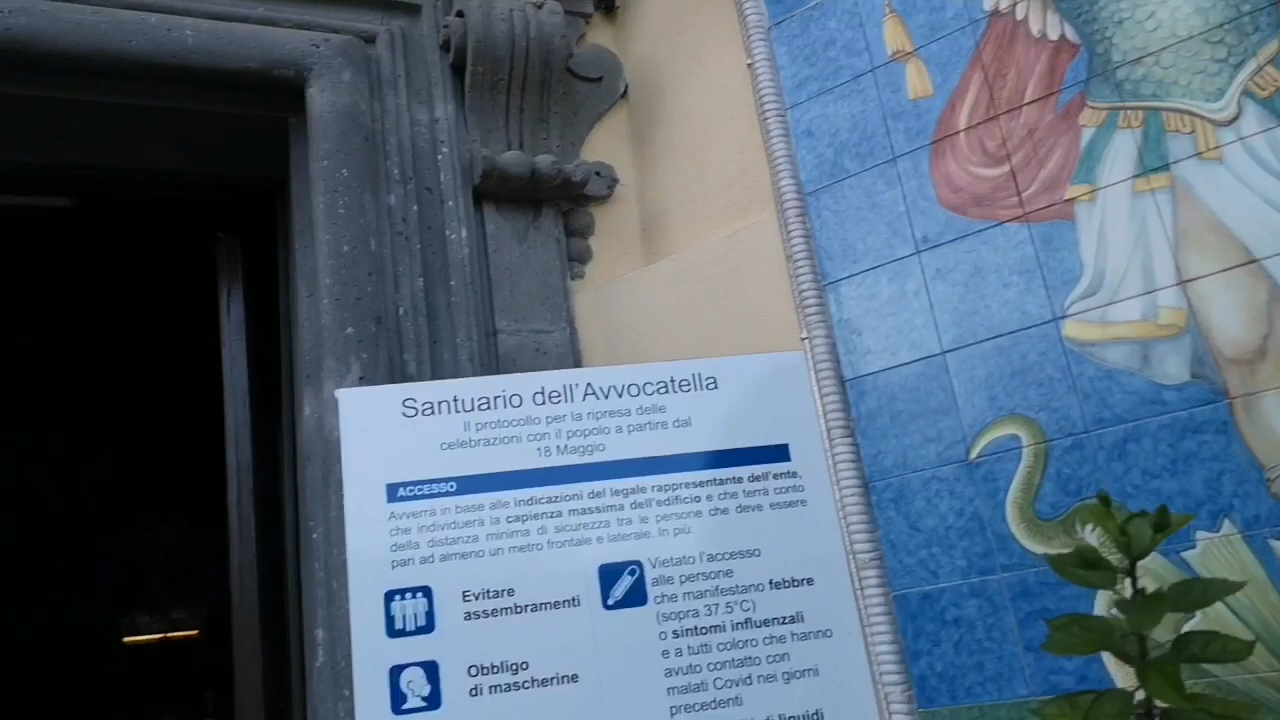 Santuario dell'Avvocatella
Il protocollo per la ripresa delle
celebrazioni con il popolo a partire dal
18 Maggio
ACCESSO
Avverrà in base alle indicazioni del legale rappresentante dell'ente,
che individuerà la capienza massima dell'edificio e che terrà conto
della distanza minima di sicurezza tra le persone che deve essere
pari ad almeno un metro frontale e laterale. In più:
Evitare
assembramenti
Obbligo
di mascherine
Vietato l'accesso
alle persone
che manifestano febbre
(sopra 37.5°C)
o sintomi influenzali
e a tutti coloro che hanno
avuto contatto con
malati Covid nei giorni
precedenti
di liquidi